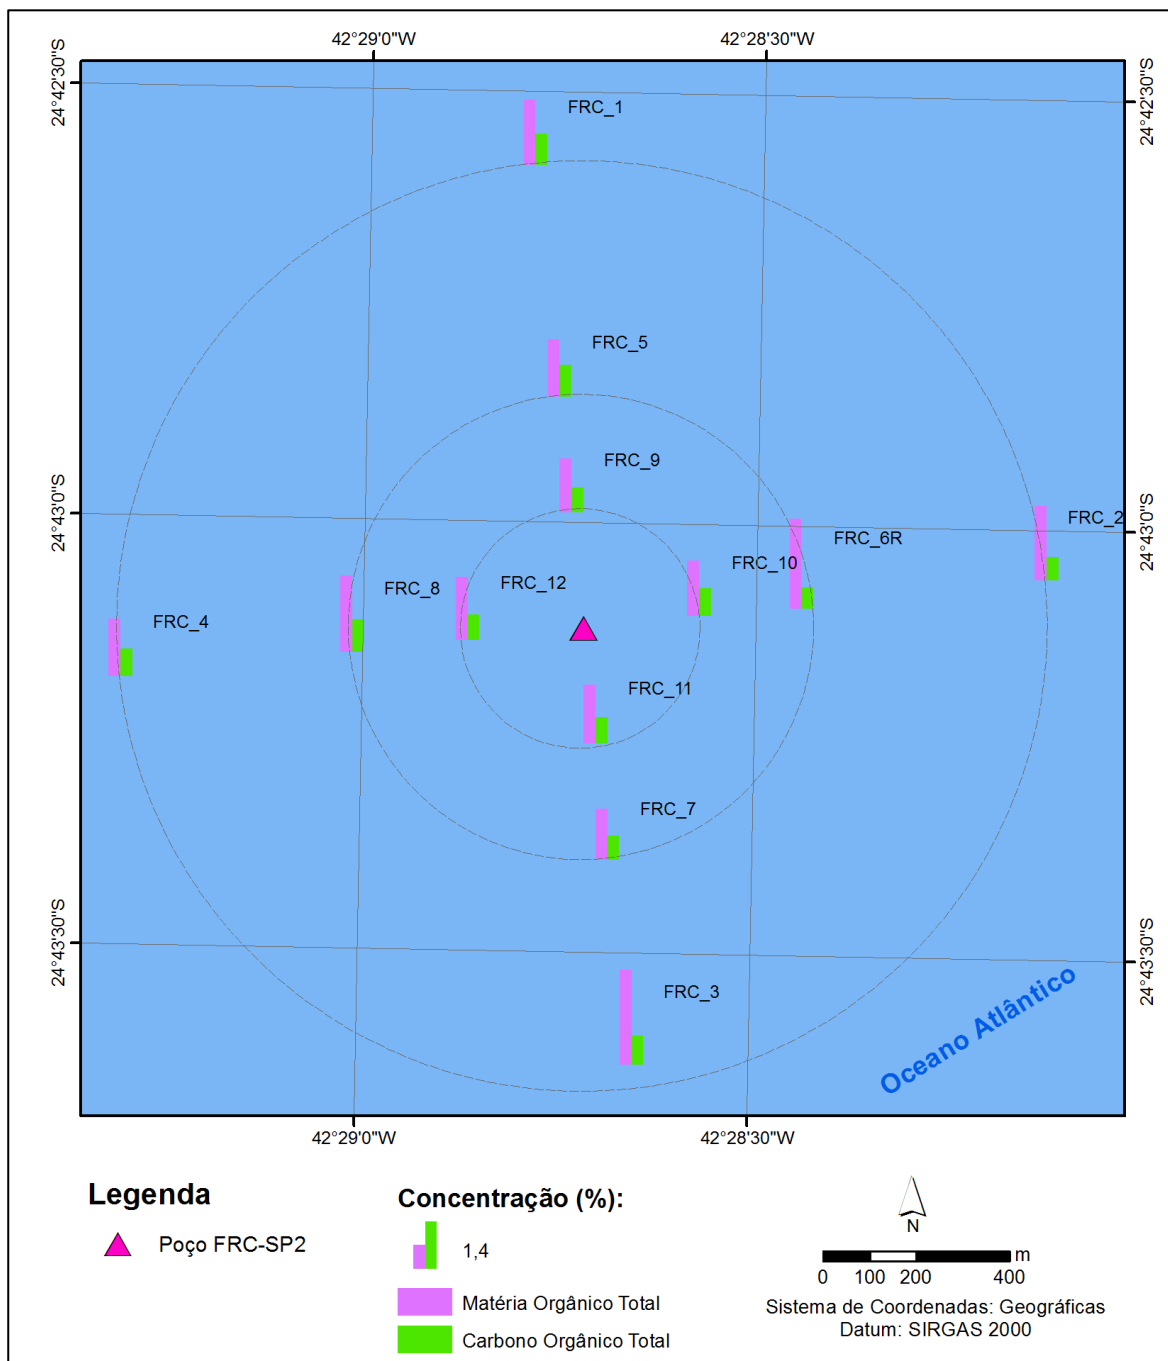 42°29'0"W
42°28'30"W
24°42'30"S
24°42'30"S
FRC_1
FRC_5
FRC_9
24°43'0"S
24°43'0"S
FRC_2
FRC_6R
FRC_10
FRC_12
FRC_8
FRC_4
FRC_11
FRC_7
24°43'30"S
24°43'30"S
FRC_3
Oceano Atlântico
42°29'0"W
42°28'30"W
Legenda
Poço FRC-SP2
Concentração (%):
1,4
Matéria Orgânico Total
Carbono Orgânico Total
N
m
0 100 200 400
Sistema de Coordenadas: Geográficas
Datum: SIRGAS 2000